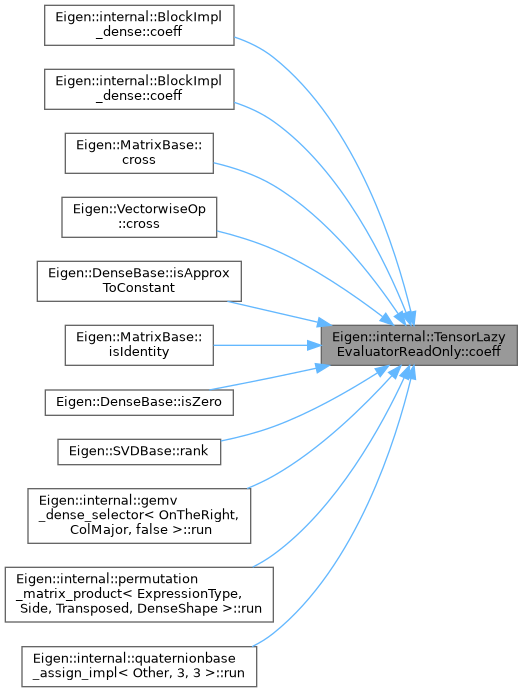 Eigen::internal::BlockImpl
_dense::coeff
Eigen::internal::BlockImpl
_dense::coeff
Eigen::MatrixBase::
cross
Eigen::VectorwiseOp
::cross
Eigen::DenseBase::isApprox
ToConstant
Eigen::MatrixBase::
isIdentity
Eigen::DenseBase::isZero
Eigen::SVDBase::rank
Eigen::internal::gemv
_dense_selector< OnTheRight,
ColMajor, false >::run
Eigen::internal::permutation
_matrix_product< ExpressionType,
Side, Transposed, DenseShape >::run
Eigen::internal::quaternionbase
_assign_impl< Other, 3, 3 >::run
Eigen::internal::TensorLazy
EvaluatorReadOnly::coeff